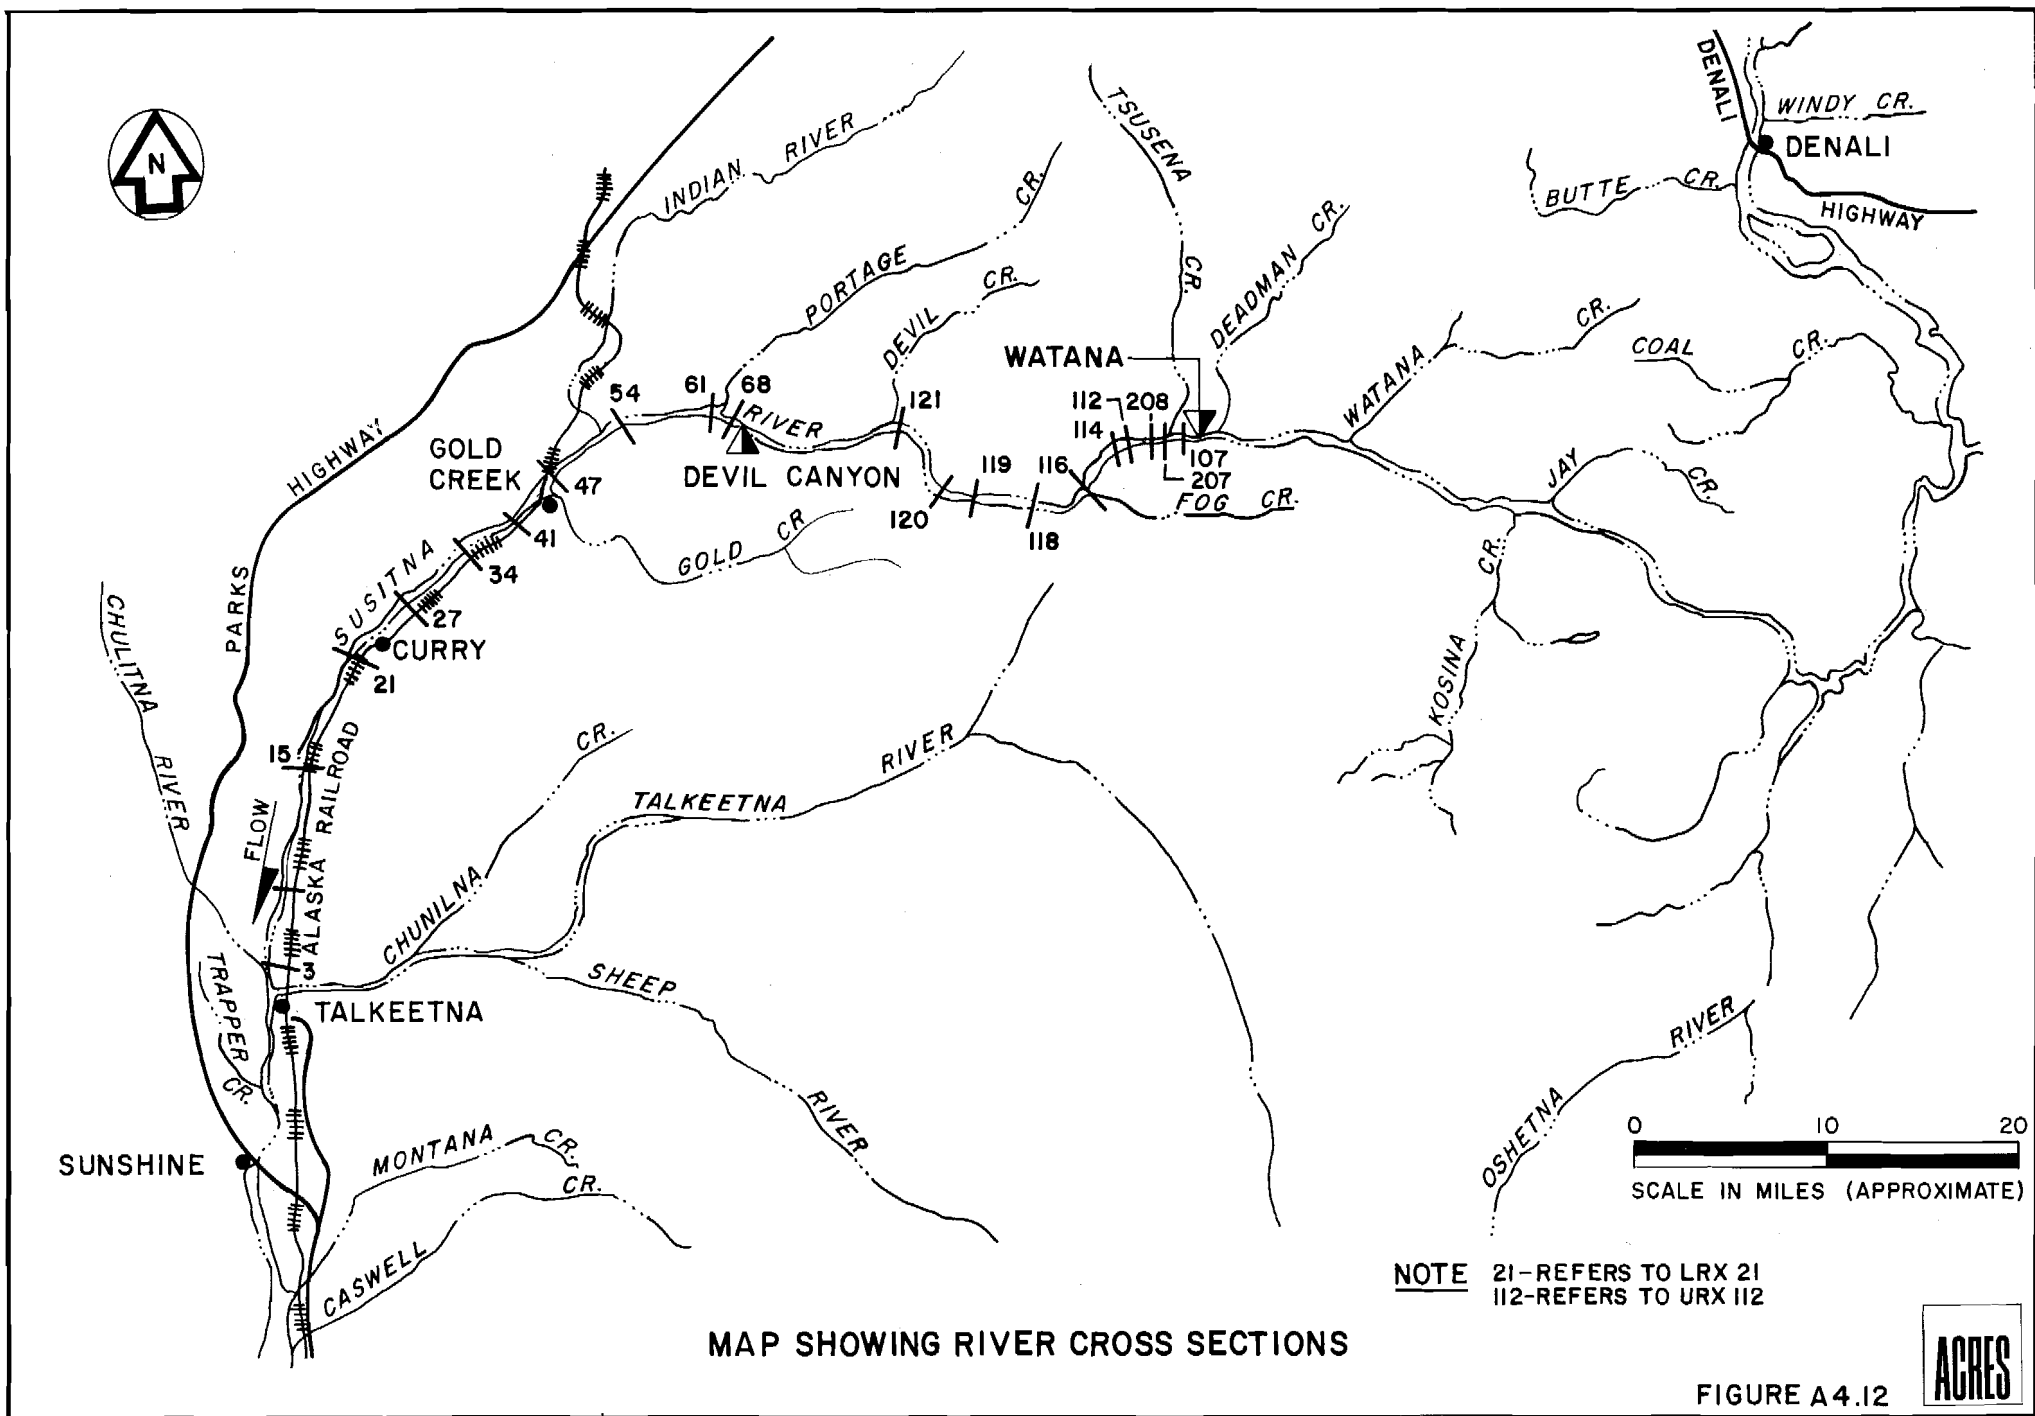 N
INDIAN RIVER
TSUSENA CR.
DENALI HIGHWAY
WINDY CR.
DENALI
BUTTE CR.
PORTAGE CR.
DEVIL CR.
DEADMAN CR.
WATANA
WATANA CR.
COAL CR.
PARKS HIGHWAY
54
61
68
RIVER
121
112
208
114
107
207
GOLD
CREEK
47
DEVIL CANYON
119
116
120
118
FOG CR.
JAY CR.
41
34
27
SUSITNA
GOLD CR
CURRY
21
KOSINA CR.
CHULITNA RIVER
15
ALASKA RAILROAD
FLOW
CHUNILNA CR.
TALKEETNA RIVER
3
TRAPPER CR.
TALKEETNA
SHEEP RIVER
OSHETNA RIVER
SUNSHINE
MONTANA CR.
CASWELL CR.
0 10 20
SCALE IN MILES (APPROXIMATE)
NOTE 21-REFERS TO LRX 21
112-REFERS TO URX 112
MAP SHOWING RIVER CROSS SECTIONS
FIGURE A4.12
ACRES